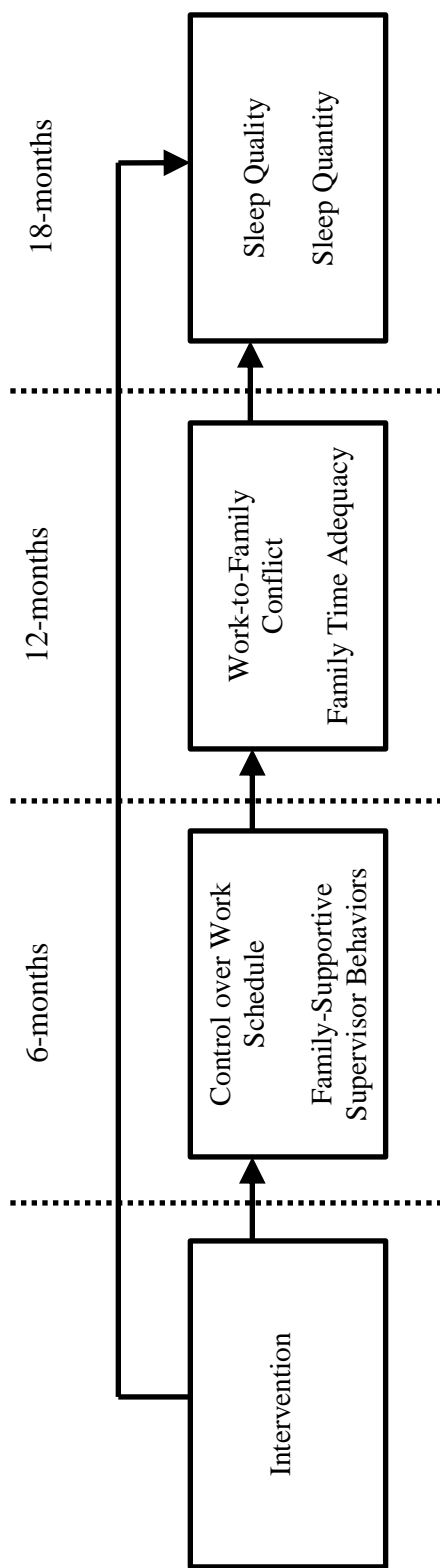 6-months
12-months
18-months
Intervention
Control over Work
Schedule
Family-Supportive
Supervisor Behaviors
Work-to-Family
Conflict
Family Time Adequacy
Sleep Quality
Sleep Quantity